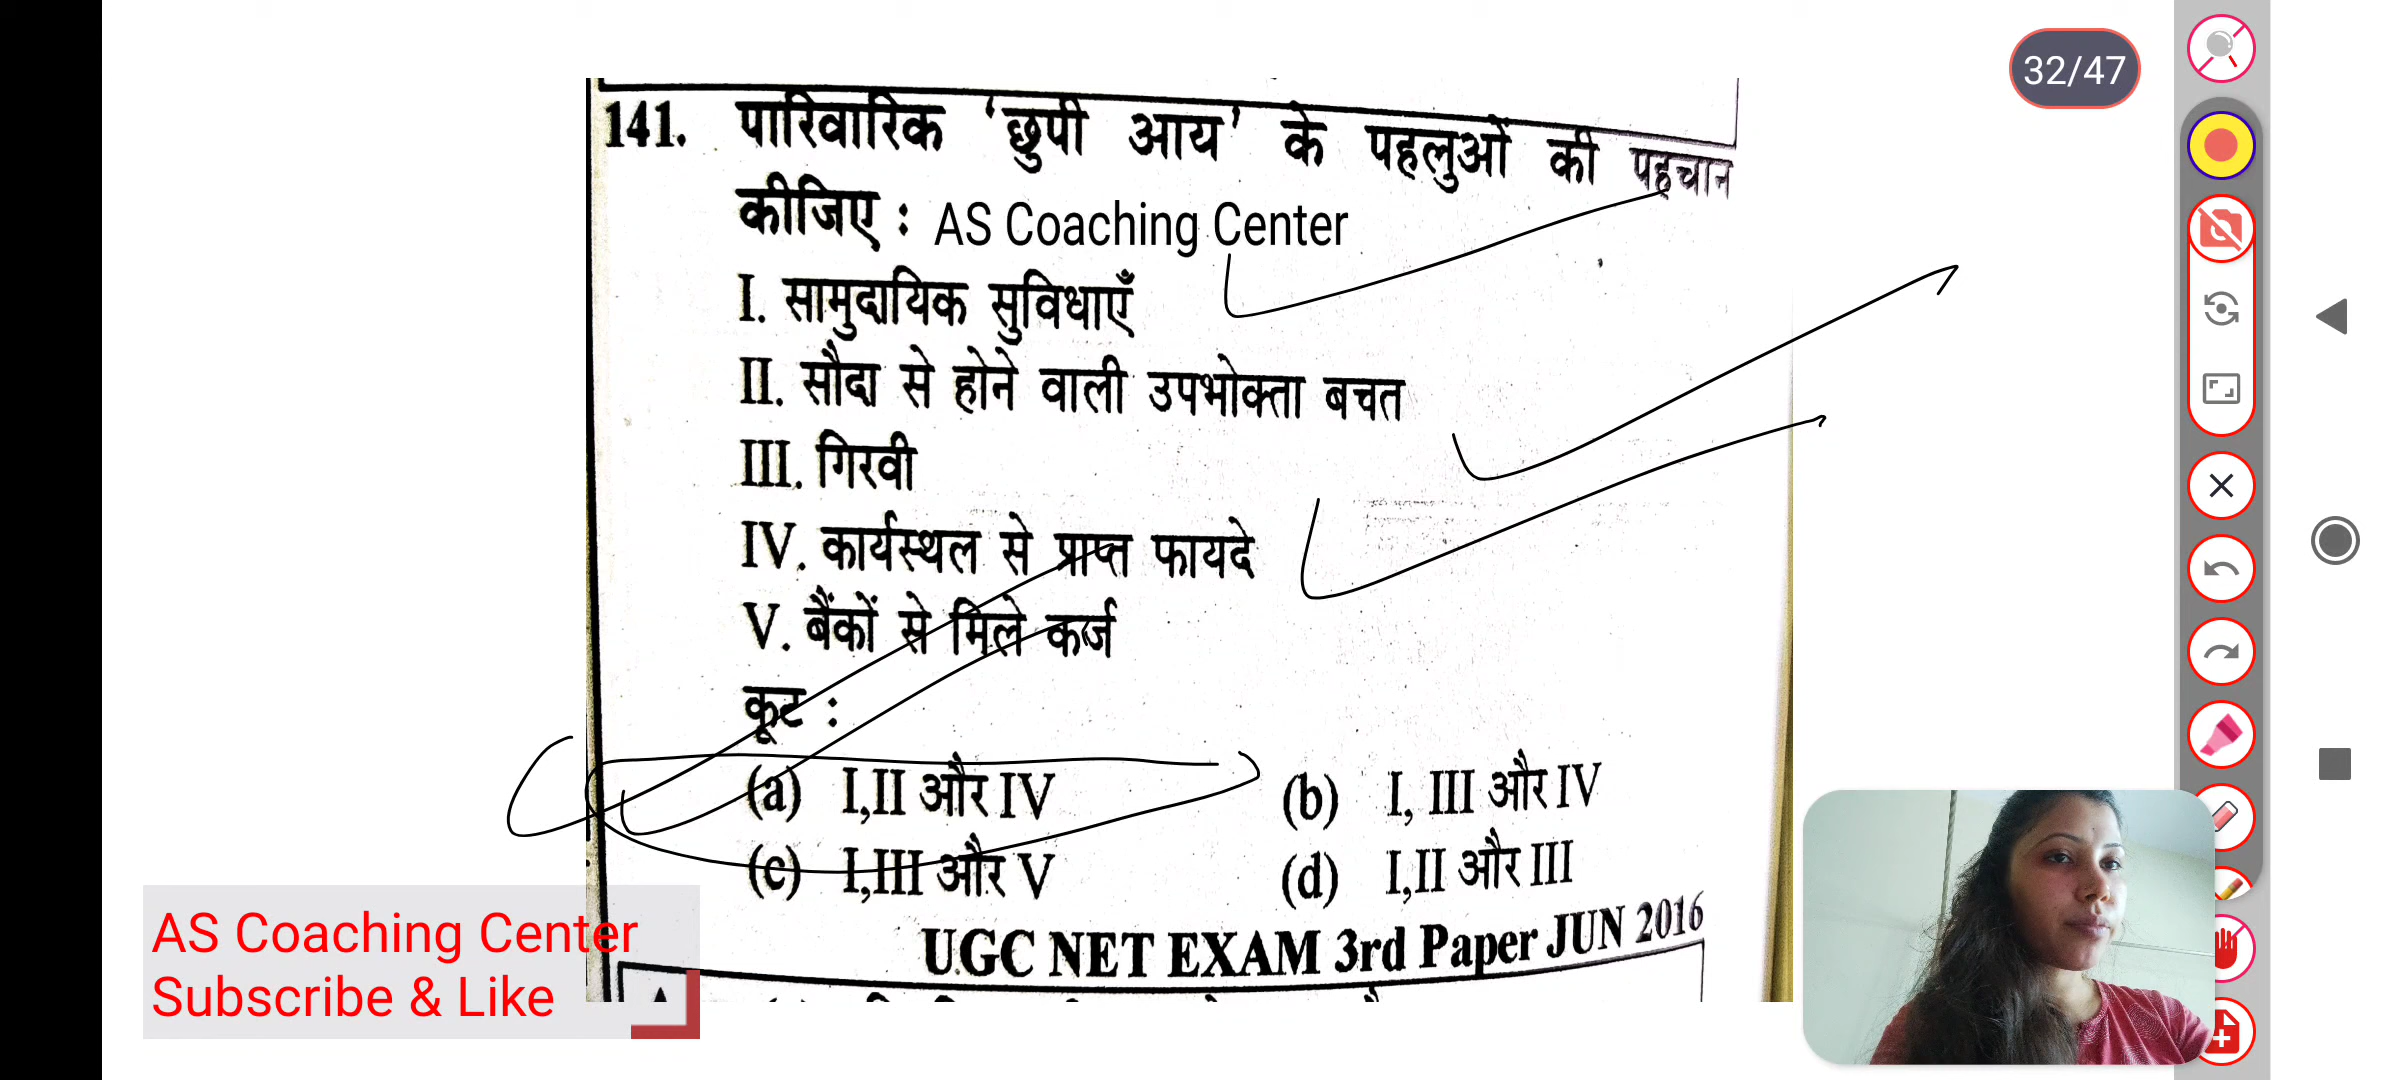 32/47
141. पारिवारिक ‘छुपी आय’ के पहलुओं की पहचान
कीजिए : AS Coaching Center
I. सामुदायिक सुविधाएँ
II. सौदा से होने वाली उपभोक्ता बचत
III. गिरवी
IV. कार्यस्थल से प्राप्त फायदे
V. बैंकों से मिले कर्ज
कूट :
(a) I,II और IV (b) I, III और IV
(c) I,III और V (d) I,II और III
UGC NET EXAM 3rd Paper JUN 2016
AS Coaching Center
Subscribe & Like